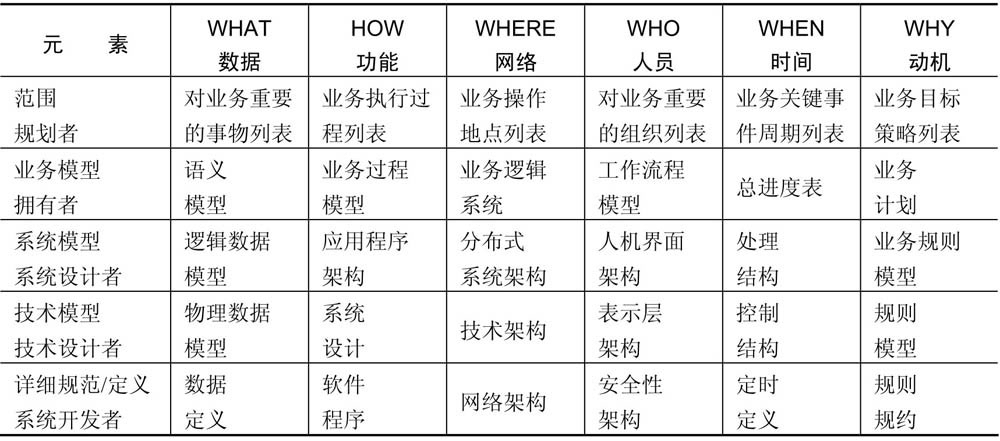 元 素 WHAT HOW WHERE WHO WHEN WHY
数据 功能 网络 人员 时间 动机
范围 对业务重要 业务执行过 业务操作 对业务重要 业务关键事 业务目标
规划者 的事物列表 程列表 地点列表 的组织列表 件周期列表 策略列表
业务模型 语义 业务过程 业务逻辑 工作流程 总进度表 业务
拥有者 模型 模型 系统 模型 计划
系统模型 逻辑数据 应用程序 分布式 人机界面 处理 业务规则
系统设计者 模型 架构 系统架构 架构 结构 模型
技术模型 物理数据 系统 技术架构 表示层 控制 规则
技术设计者 模型 设计 架构 结构 模型
详细规范/定义 数据 软件 网络架构 安全性 定时 规则
系统开发者 定义 程序 架构 定义 规约